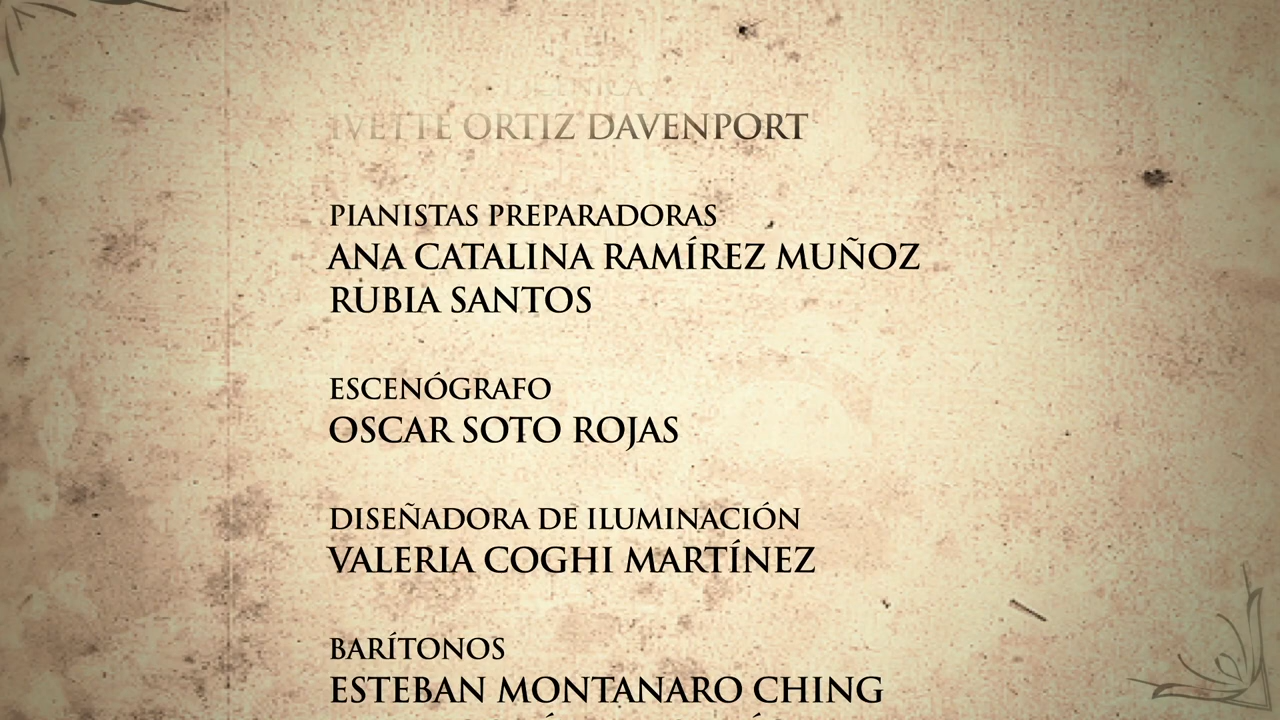 IVETTE ORTIZ DAVENPORT
PIANISTAS PREPARADORAS
ANA CATALINA RAMÍREZ MUÑOZ
RUBIA SANTOS
ESCENÓGRAFO
OSCAR SOTO ROJAS
DISEÑADORA DE ILUMINACIÓN
VALERIA COGHI MARTÍNEZ
BARÍTONOS
ESTEBAN MONTANARO CHING